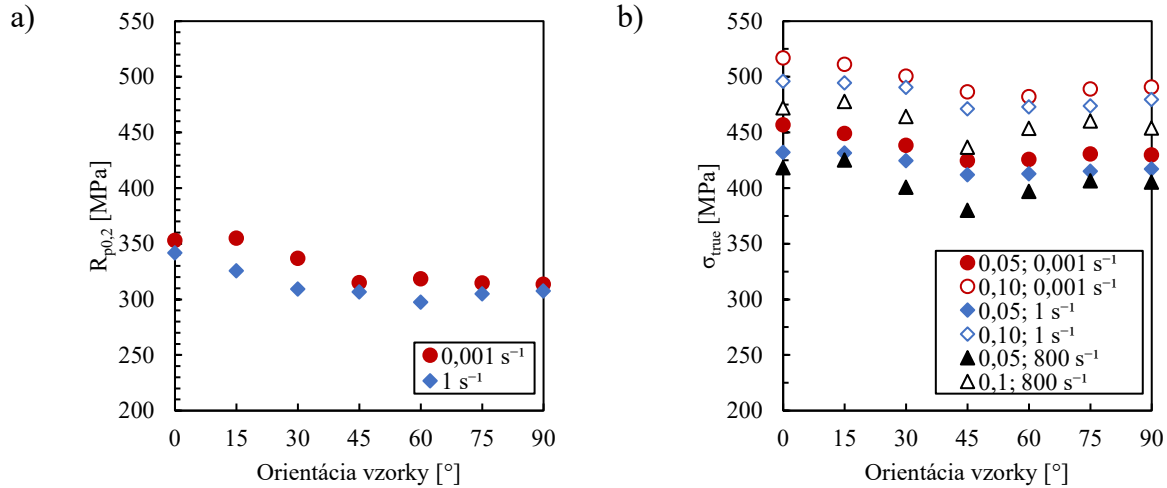 a)
550
500
450
400
350
300
250
200
R_p0,2 [MPa]
0 15 30 45 60 75 90
Orientácia vzorky [°]
0,001 s⁻¹
1 s⁻¹
b)
550
500
450
400
350
300
250
200
σ_true [MPa]
0 15 30 45 60 75 90
Orientácia vzorky [°]
0,05; 0,001 s⁻¹
0,10; 0,001 s⁻¹
0,05; 1 s⁻¹
0,10; 1 s⁻¹
0,05; 800 s⁻¹
0,1; 800 s⁻¹